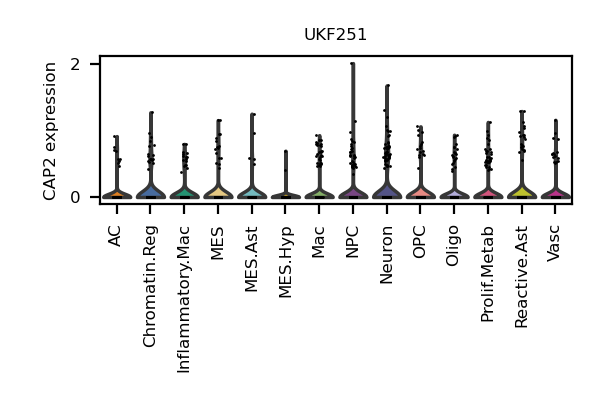 UKF251
CAP2 expression
2
0
AC
Chromatin.Reg
Inflammatory.Mac
MES
MES.Ast
MES.Hyp
Mac
NPC
Neuron
OPC
Oligo
Prolif.Metab
Reactive.Ast
Vasc